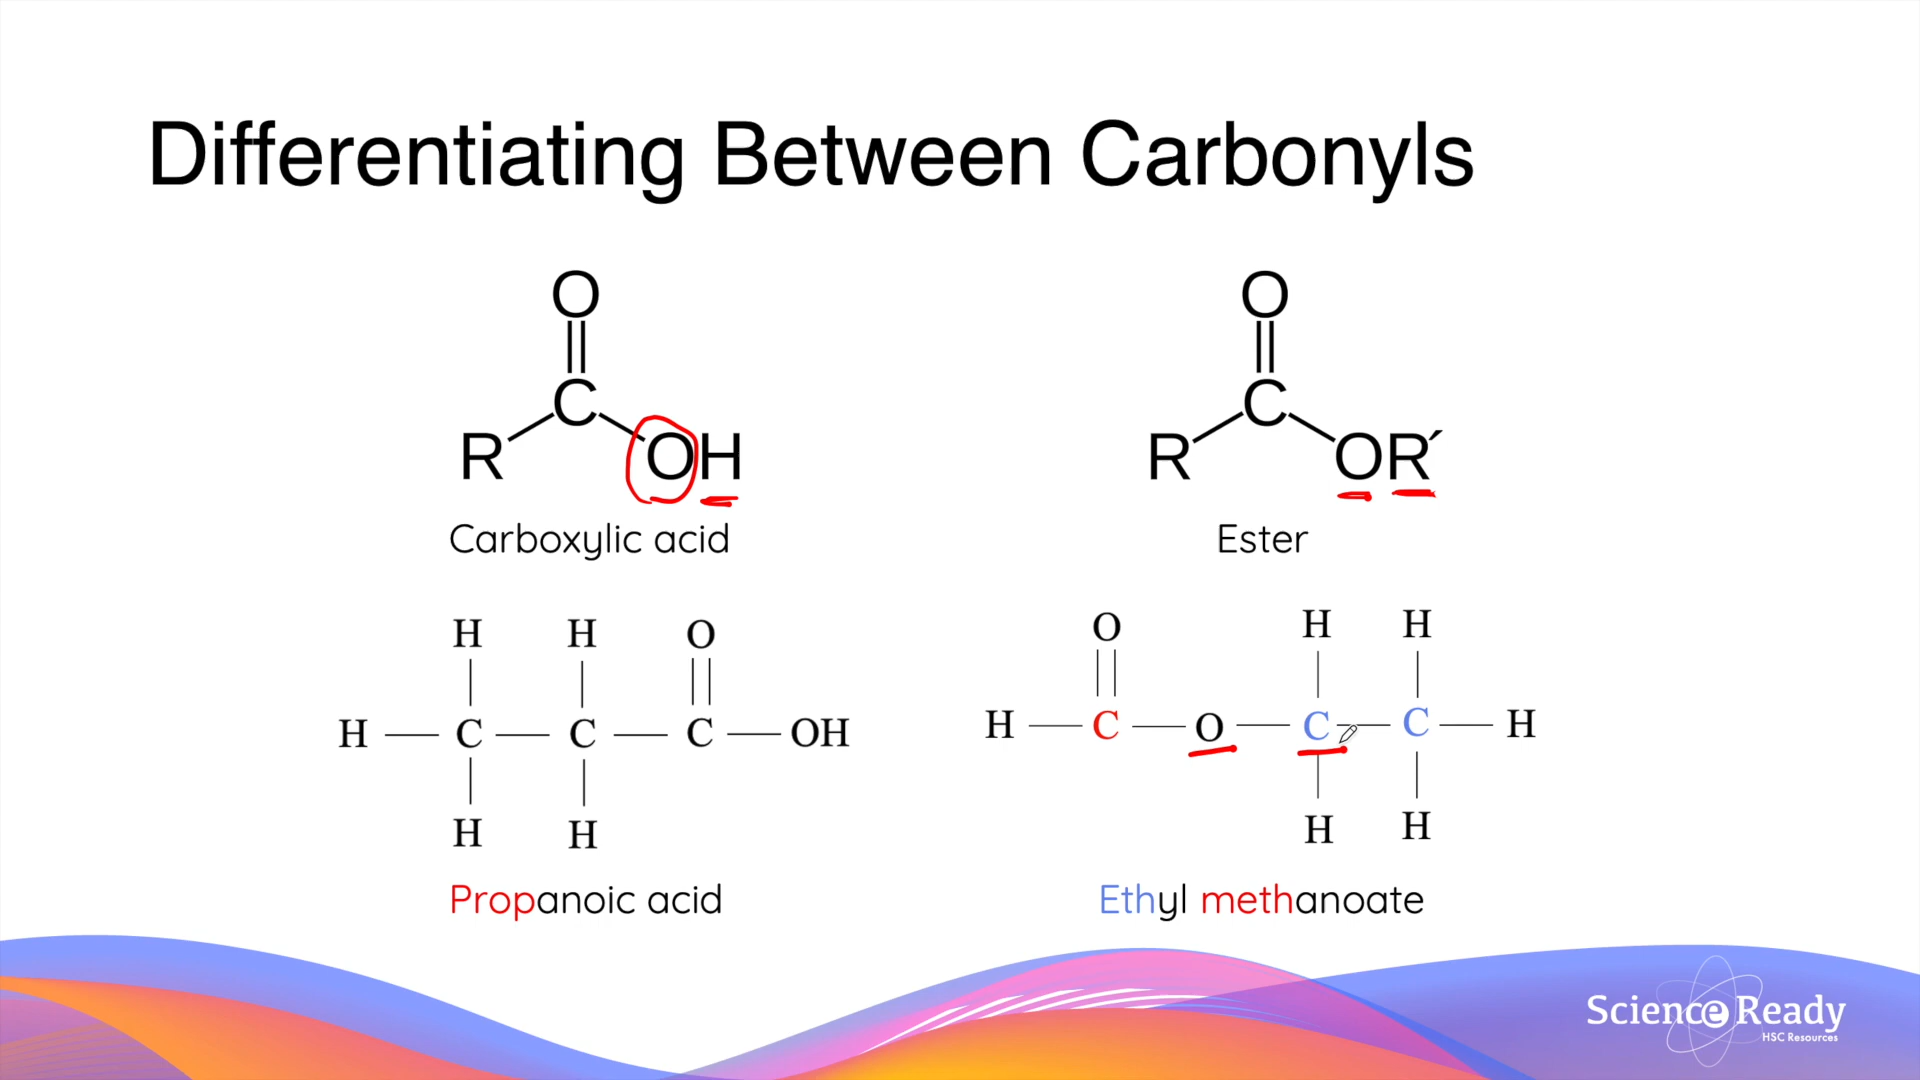 Differentiating Between Carbonyls
O
C
R OH
Carboxylic acid
O
C
R OR´
Ester
H H O
H C C C OH
H H
Propanoic acid
O H H
H C O C C H
H H
Ethyl methanoate
Science Ready
HSC Resources